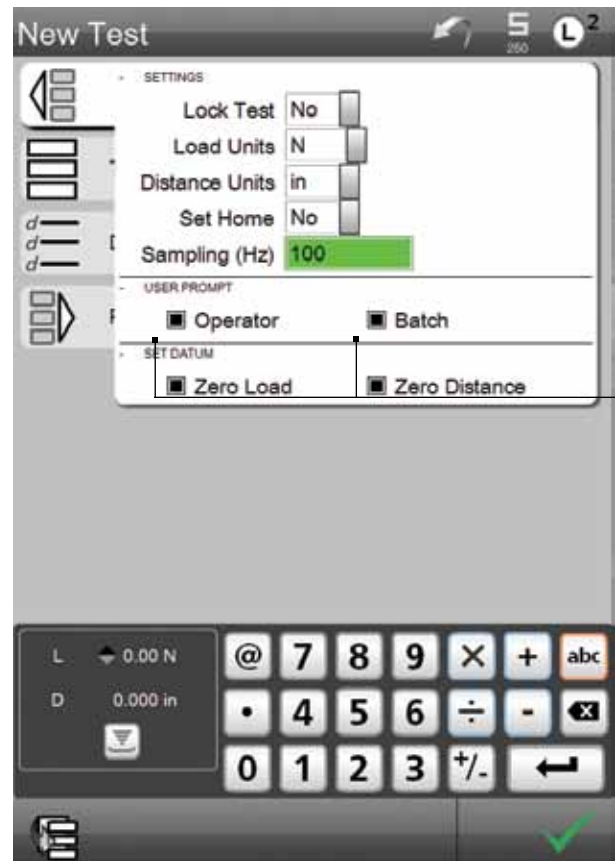 New Test
S
250
L2
SETTINGS
Lock Test No
Load Units N
Distance Units in
Set Home No
Sampling (Hz) 100
USER PROMPT
Operator Batch
SET DATUM
Zero Load Zero Distance
d
d
d
L 0.00 N
D 0.000 in
@ 7 8 9 × + abc
• 4 5 6 ÷ -
0 1 2 3 +/-